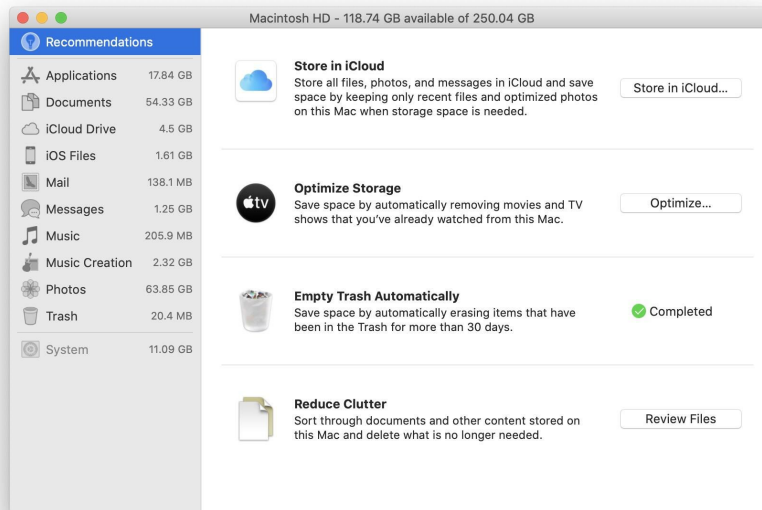 Macintosh HD - 118.74 GB available of 250.04 GB
Recommendations
Applications 17.84 GB
Documents 54.33 GB
iCloud Drive 4.5 GB
iOS Files 1.61 GB
Mail 138.1 MB
Messages 1.25 GB
Music 205.9 MB
Music Creation 2.32 GB
Photos 63.85 GB
Trash 20.4 MB
System 11.09 GB
Store in iCloud
Store all files, photos, and messages in iCloud and save
space by keeping only recent files and optimized photos
on this Mac when storage space is needed.
Store in iCloud...
tv
Optimize Storage
Save space by automatically removing movies and TV
shows that you've already watched from this Mac.
Optimize...
Empty Trash Automatically
Save space by automatically erasing items that have
been in the Trash for more than 30 days.
Completed
Reduce Clutter
Sort through documents and other content stored on
this Mac and delete what is no longer needed.
Review Files